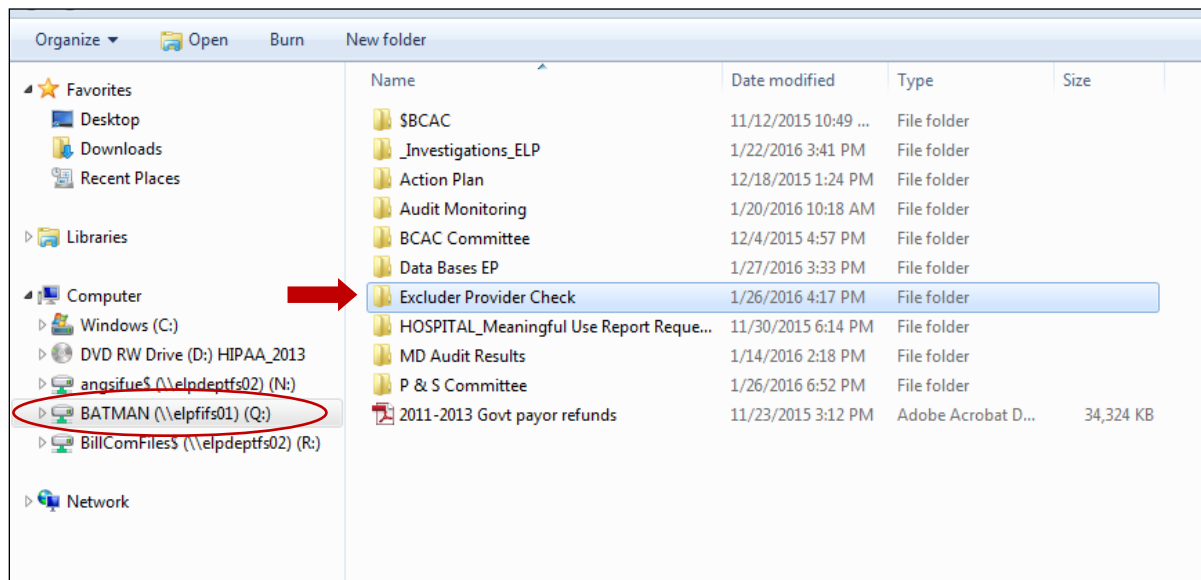 Organize Open Burn New folder
Favorites
Desktop
Downloads
Recent Places
Libraries
Computer
Windows (C:)
DVD RW Drive (D:) HIPAA_2013
angsifue$ (\\elpdeptfs02) (N:)
BATMAN (\\elpfifs01) (Q:)
BillComFiles$ (\\elpdeptfs02) (R:)
Network
Name Date modified Type Size
$BCAC 11/12/2015 10:49 ... File folder
_Investigations_ELP 1/22/2016 3:41 PM File folder
Action Plan 12/18/2015 1:24 PM File folder
Audit Monitoring 1/20/2016 10:18 AM File folder
BCAC Committee 12/4/2015 4:57 PM File folder
Data Bases EP 1/27/2016 3:33 PM File folder
Excluder Provider Check 1/26/2016 4:17 PM File folder
HOSPITAL_Meaningful Use Report Reque... 11/30/2015 6:14 PM File folder
MD Audit Results 1/14/2016 2:18 PM File folder
P & S Committee 1/26/2016 6:52 PM File folder
2011-2013 Govt payor refunds 11/23/2015 3:12 PM Adobe Acrobat D... 34,324 KB